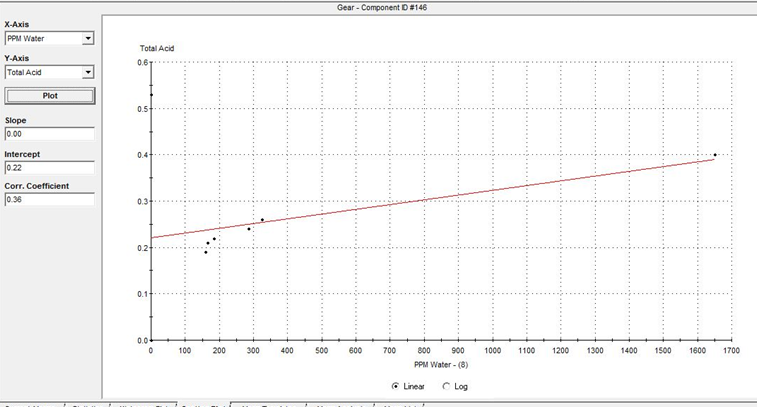 Gear - Component ID #146
X-Axis
PPM Water
Y-Axis
Total Acid
Plot
Slope
0.00
Intercept
0.22
Corr. Coefficient
0.36
Total Acid
0.6
0.5
0.4
0.3
0.2
0.1
0.0
0 100 200 300 400 500 600 700 800 900 1000 1100 1200 1300 1400 1500 1600 1700
PPM Water - (8)
Linear Log